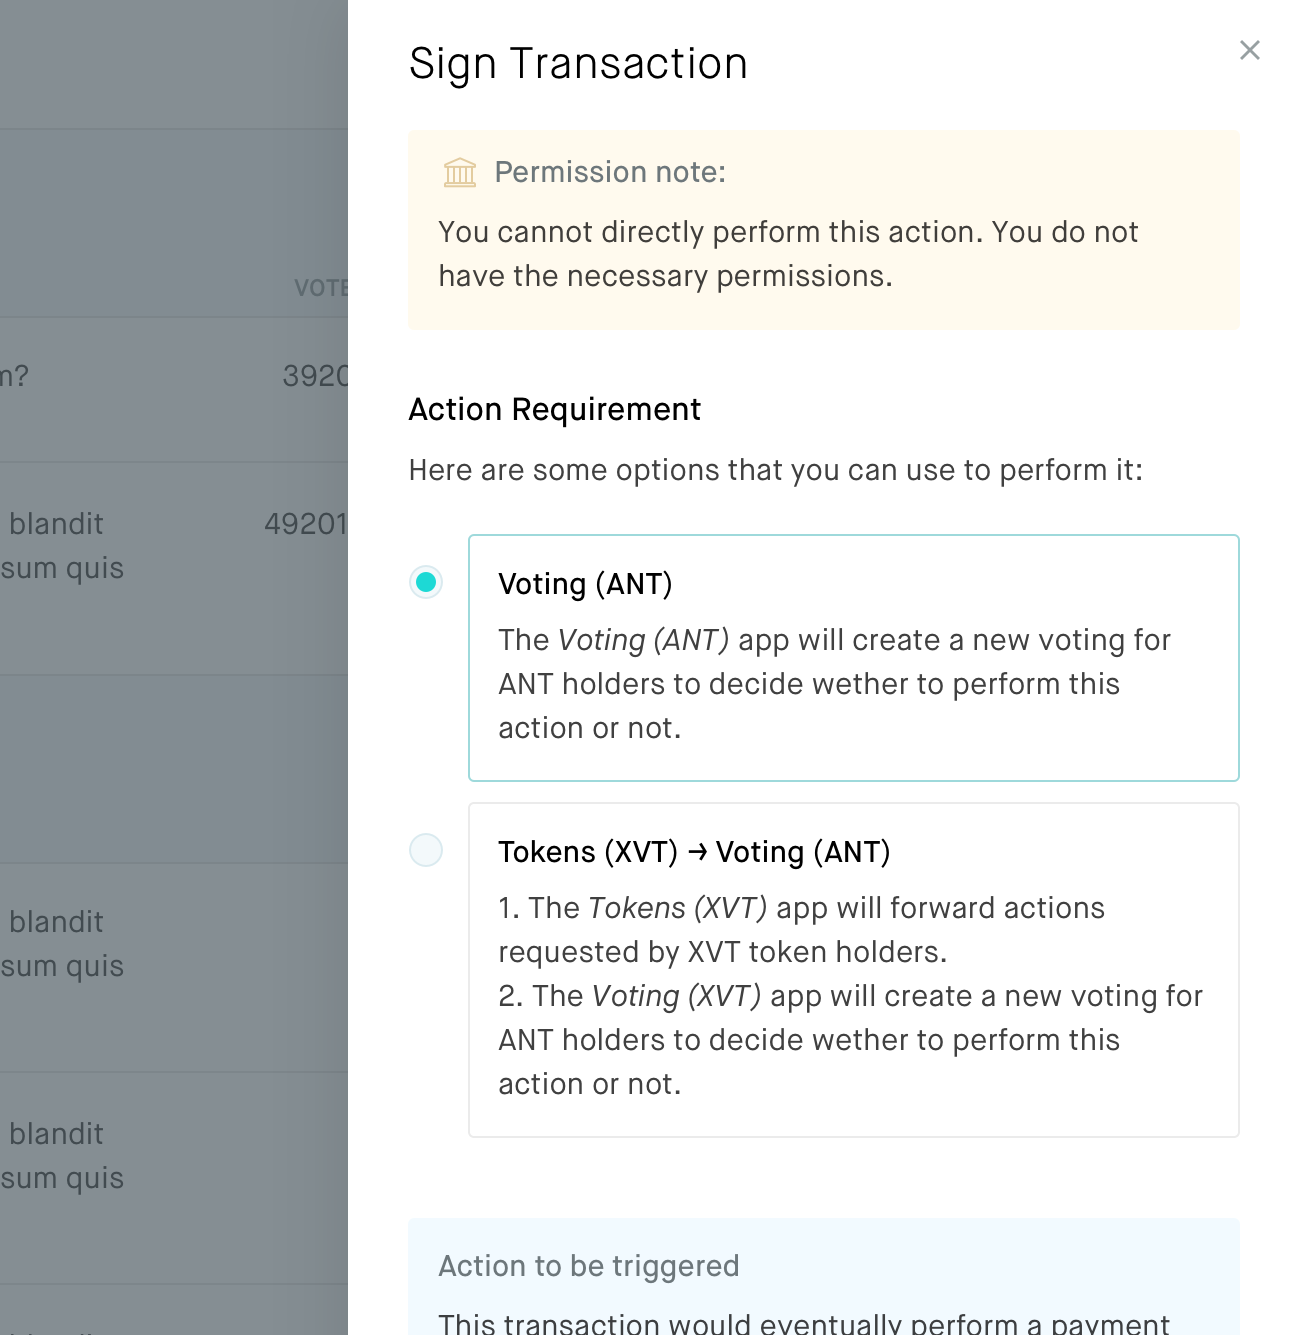 Sign Transaction
Permission note:
You cannot directly perform this action. You do not
have the necessary permissions.
VOTE
m?
3920
Action Requirement
Here are some options that you can use to perform it:
blandit
49201
sum quis
Voting (ANT)
The Voting (ANT) app will create a new voting for
ANT holders to decide wether to perform this
action or not.
Tokens (XVT) → Voting (ANT)
1. The Tokens (XVT) app will forward actions
requested by XVT token holders.
2. The Voting (XVT) app will create a new voting for
ANT holders to decide wether to perform this
action or not.
blandit
sum quis
blandit
sum quis
Action to be triggered
This transaction would eventually perform a payment